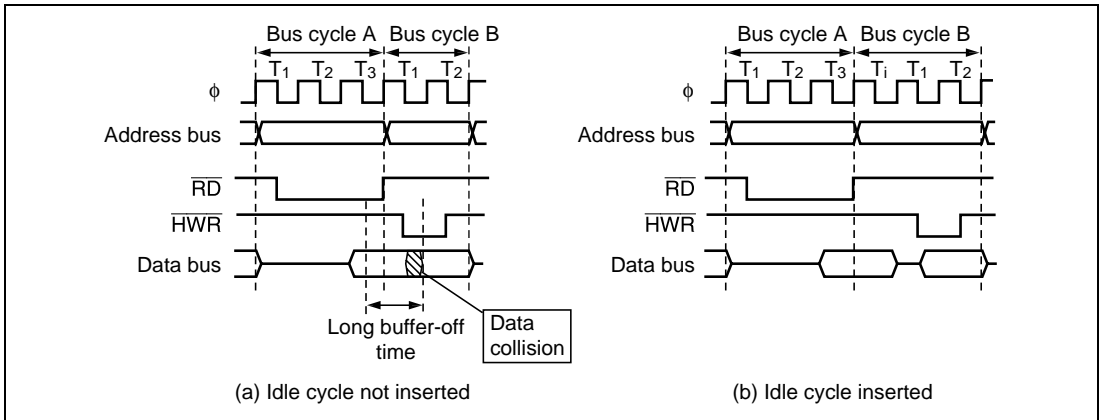 Bus cycle A Bus cycle B
T1 T2 T3 T1 T2
φ
Address bus
RD
HWR
Data bus
Long buffer-off
time
Data
collision
(a) Idle cycle not inserted
Bus cycle A Bus cycle B
T1 T2 T3 Ti T1 T2
φ
Address bus
RD
HWR
Data bus
(b) Idle cycle inserted